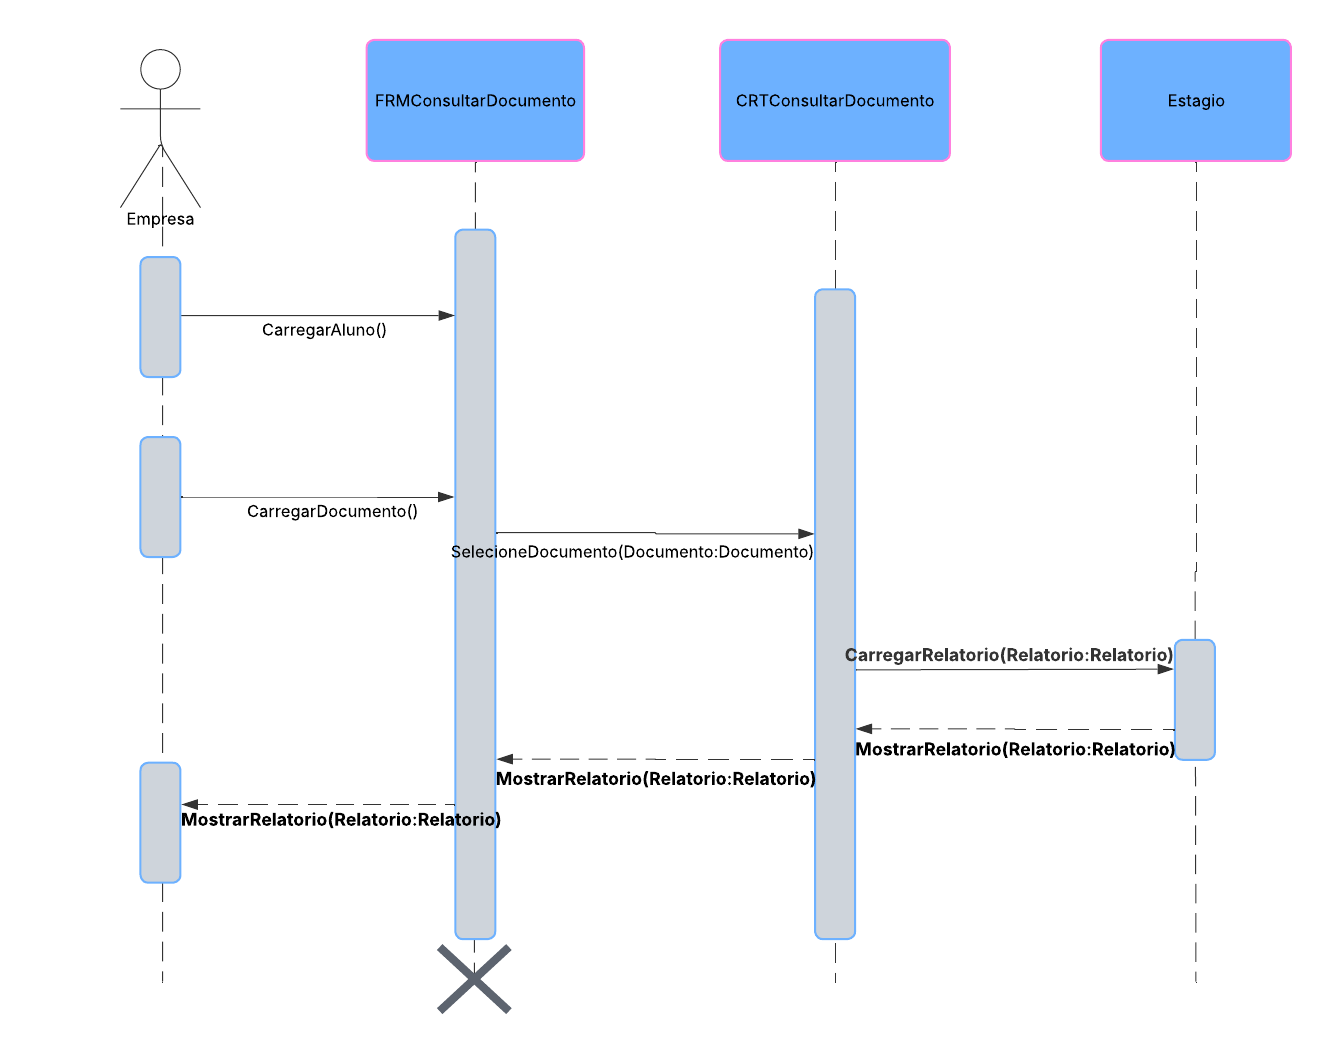 FRMConsultarDocumento
CRTConsultarDocumento
Estagio
Empresa
CarregarAluno()
CarregarDocumento()
SelecioneDocumento(Documento:Documento)
CarregarRelatorio(Relatorio:Relatorio)
MostrarRelatorio(Relatorio:Relatorio)
MostrarRelatorio(Relatorio:Relatorio)
MostrarRelatorio(Relatorio:Relatorio)